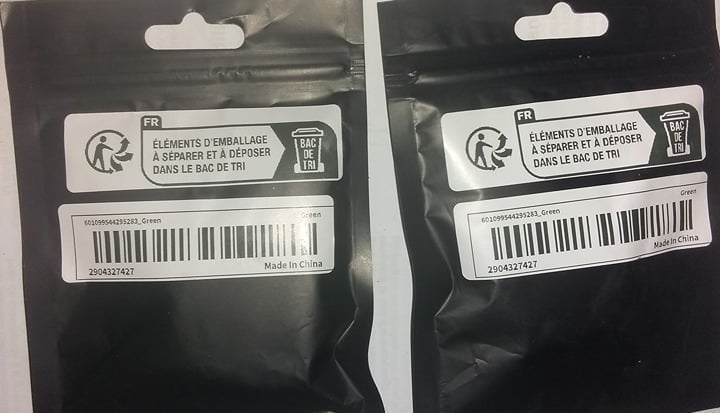 FR
ÉLÉMENTS D'EMBALLAGE
À SÉPARER ET À DÉPOSER
DANS LE BAC DE TRI
BAC
DE
TRI
601099544295283_Green
Green
2904327427
Made In China
FR
ÉLÉMENTS D'EMBALLAGE
À SÉPARER ET À DÉPOSER
DANS LE BAC DE TRI
BAC
DE
TRI
601099544295283_Green
Green
2904327427
Made In China